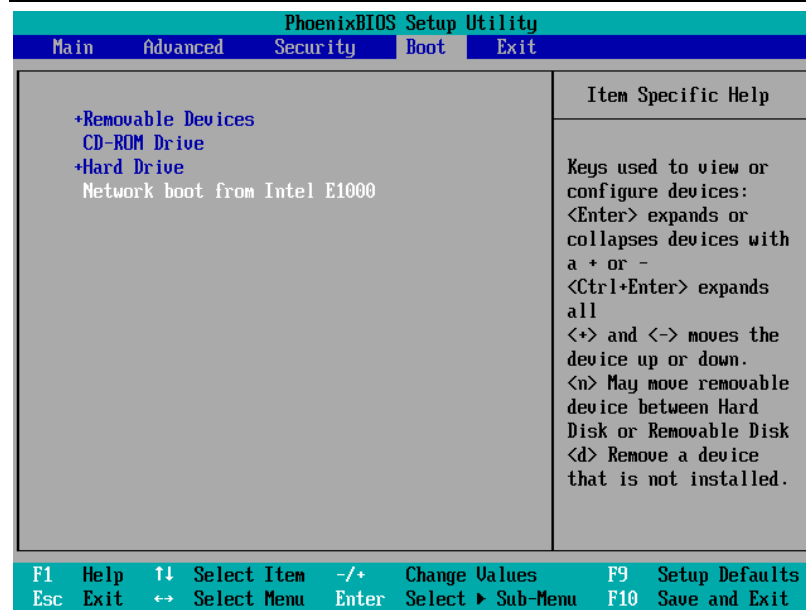 PhoenixBIOS Setup Utility
Main Advanced Security Boot Exit
+Removable Devices
CD-ROM Drive
+Hard Drive
Network boot from Intel E1000
Item Specific Help
Keys used to view or
configure devices:
<Enter> expands or
collapses devices with
a + or -
<Ctrl+Enter> expands
all
<+> and <-> moves the
device up or down.
<n> May move removable
device between Hard
Disk or Removable Disk
<d> Remove a device
that is not installed.
F1 Help ↑↓ Select Item -/+ Change Values F9 Setup Defaults
Esc Exit ↔ Select Menu Enter Select ▶ Sub-Menu F10 Save and Exit